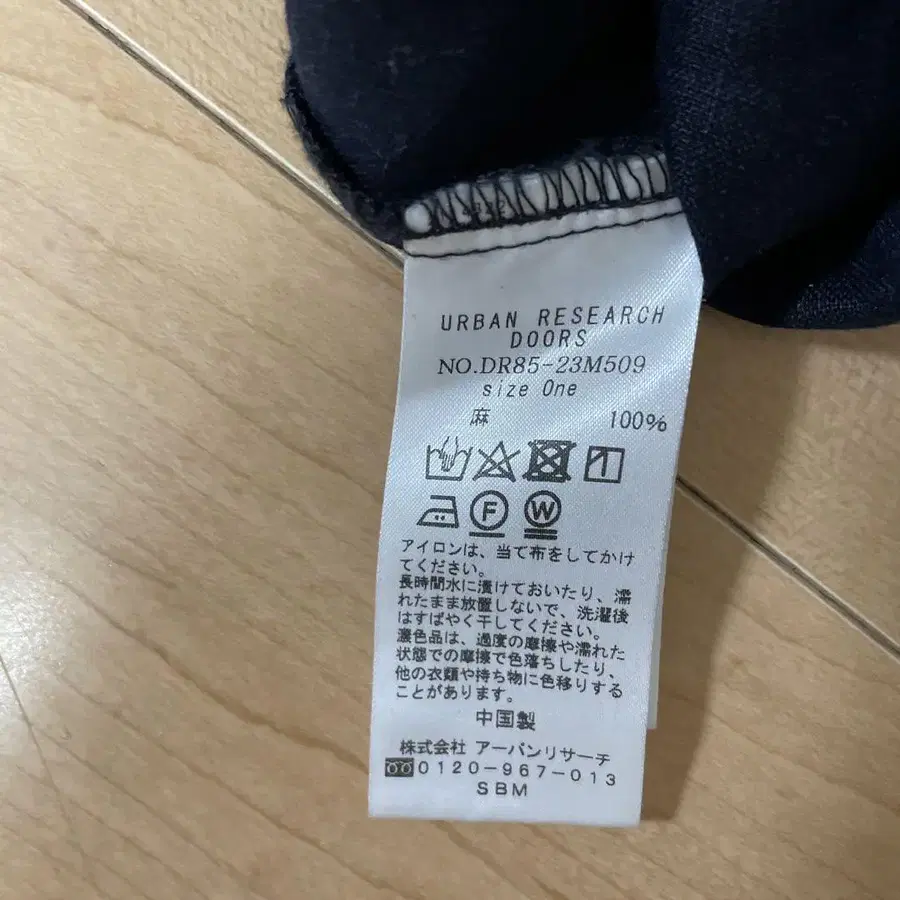 URBAN RESEARCH
DOORS
NO.DR85-23M509
size One
麻 100%
F W
アイロンは、当て布をしてかけ
てください。
長時間水に漬けておいたり、濡
れたまま放置しないで、洗濯後
はすばやく干してください。
濃色品は、過度の摩擦や濡れた
状態での摩擦で色落ちしたり、
他の衣類や持ち物に色移りする
ことがあります。
中国製
株式会社 アーバンリサーチ
0120-967-013
SBM